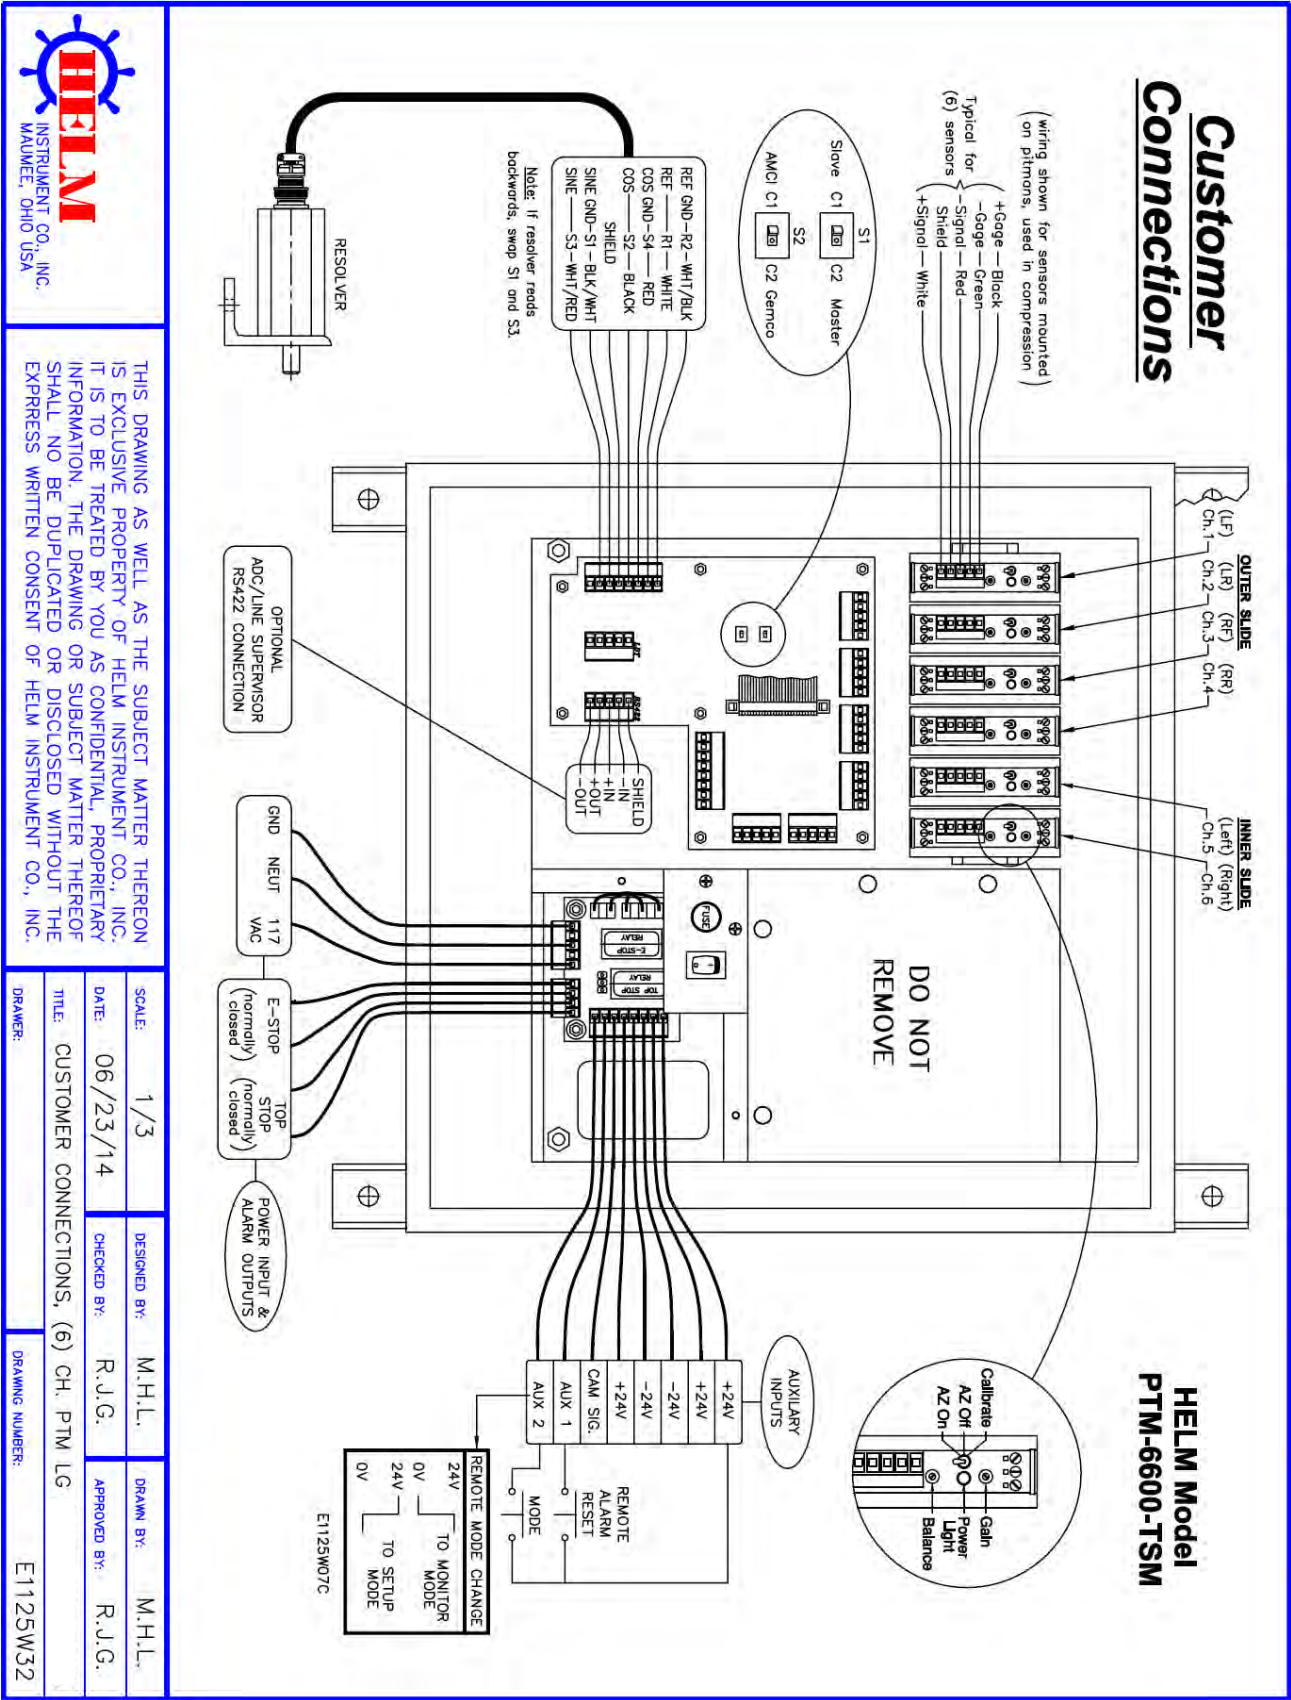 Customer
Connections
HELM Model
PTM-6600-TSM
(wiring shown for sensors mounted
on pitmans, used in compression)
Typical for
(6) sensors
+Gage — Black
-Gage — Green
-Signal — Red
Shield
+Signal — White
OUTER SLIDE
(LF) (LR) (RF) (RR)
Ch.1 Ch.2 Ch.3 Ch.4
INNER SLIDE
(Left) (Right)
Ch.5 Ch.6
Calibrate
AZ Off
AZ On
Gain
Power
Light
Balance
S1
Slave C1 C2 Master
S2
AMCI C1 C2 Gemco
DO NOT
REMOVE
FUSE
E-STOP
RELAY
TOP STOP
RELAY
LDT
RS422
REF GND-R2-WHT/BLK
REF — R1 — WHITE
COS GND-S4 — RED
COS — S2 — BLACK
SHIELD
SINE GND-S1-BLK/WHT
SINE — S3-WHT/RED
Note: If resolver reads
backwards, swap S1 and S3.
RESOLVER
SHIELD
-IN
+IN
+OUT
-OUT
OPTIONAL
ADC/LINE SUPERVISOR
RS422 CONNECTION
GND NEUT 117
VAC
E-STOP
(normally
closed)
TOP
STOP
(normally
closed)
POWER INPUT &
ALARM OUTPUTS
AUXILARY
INPUTS
+24V
+24V
-24V
-24V
+24V
CAM SIG.
AUX 1
AUX 2
REMOTE
ALARM
RESET
MODE
REMOTE MODE CHANGE
24V
0V
TO MONITOR
MODE
24V
0V
TO SETUP
MODE
E1125W07C
HELM
INSTRUMENT CO., INC.
MAUMEE, OHIO USA
THIS DRAWING AS WELL AS THE SUBJECT MATTER THEREON
IS EXCLUSIVE PROPERTY OF HELM INSTRUMENT CO., INC.
IT IS TO BE TREATED BY YOU AS CONFIDENTIAL, PROPRIETARY
INFORMATION. THE DRAWING OR SUBJECT MATTER THEREOF
SHALL NO BE DUPLICATED OR DISCLOSED WITHOUT THE
EXPRRESS WRITTEN CONSENT OF HELM INSTRUMENT CO., INC.
SCALE: 1/3
DESIGNED BY: M.H.L.
DRAWN BY: M.H.L.
DATE: 06/23/14
CHECKED BY: R.J.G.
APPROVED BY: R.J.G.
TITLE: CUSTOMER CONNECTIONS, (6) CH. PTM LG
DRAWER:
DRAWING NUMBER: E1125W32